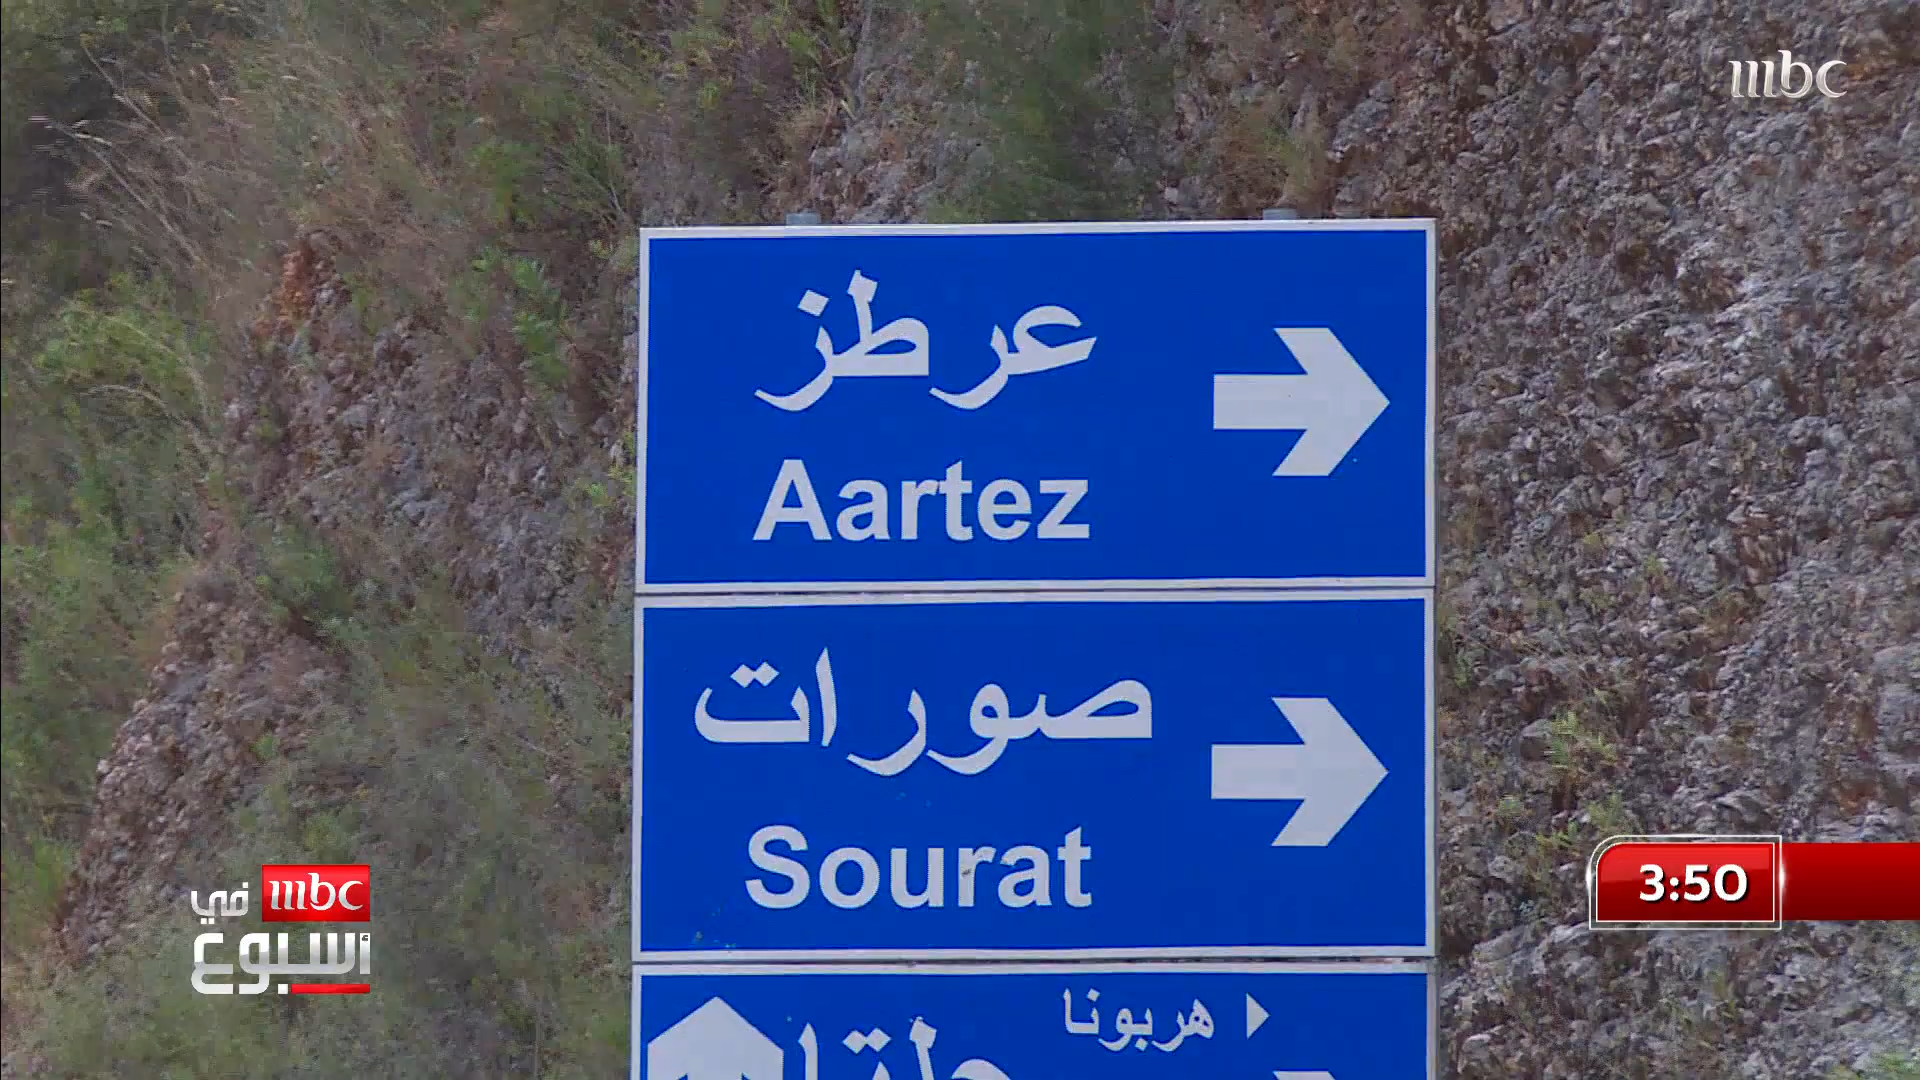 mbc
عرطز
Aartez
صورات
Sourat
هربونا
3:50
mbc في
أسبوع